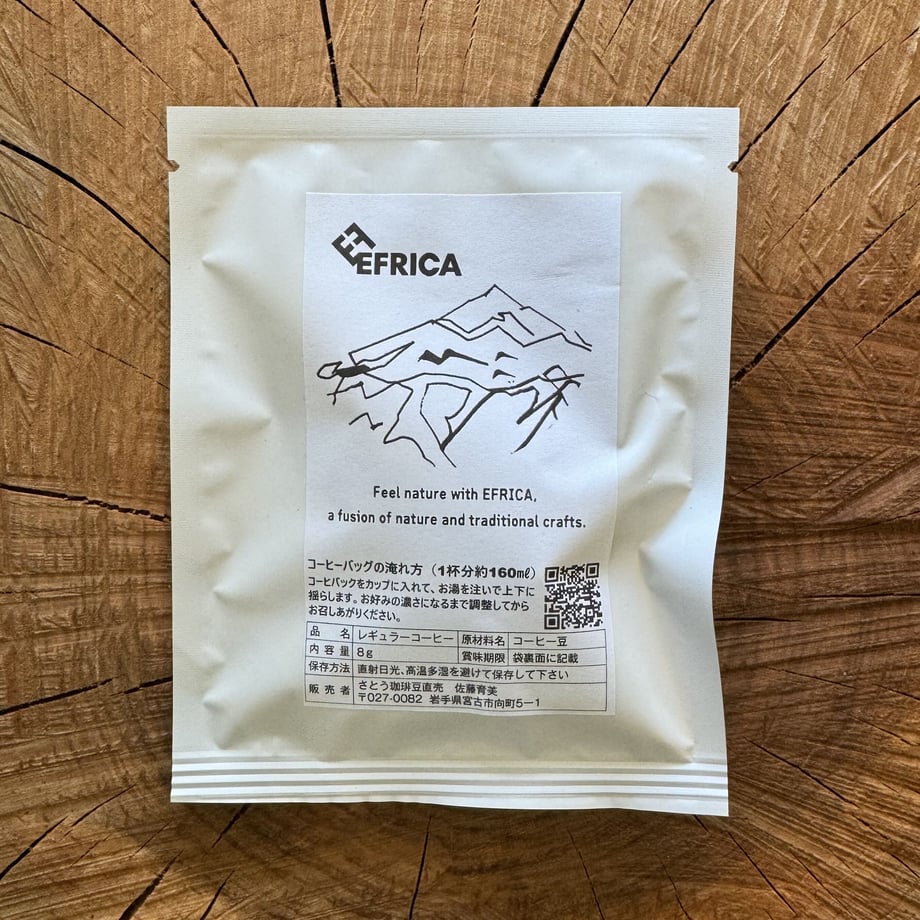 EFRICA
Feel nature with EFRICA,
a fusion of nature and traditional crafts.
コーヒーバッグの淹れ方（1杯分約160㎖）
コーヒバックをカップに入れて、お湯を注いで上下に
揺らします。お好みの濃さになるまで調整してから
お召しあがりください。
品 名 レギュラーコーヒー 原材料名 コーヒー豆
内 容 量 8g 賞味期限 袋裏面に記載
保存方法 直射日光、高温多湿を避けて保存して下さい
販 売 者 さとう珈琲豆直売 佐藤育美
〒027-0082 岩手県宮古市向町5ー1